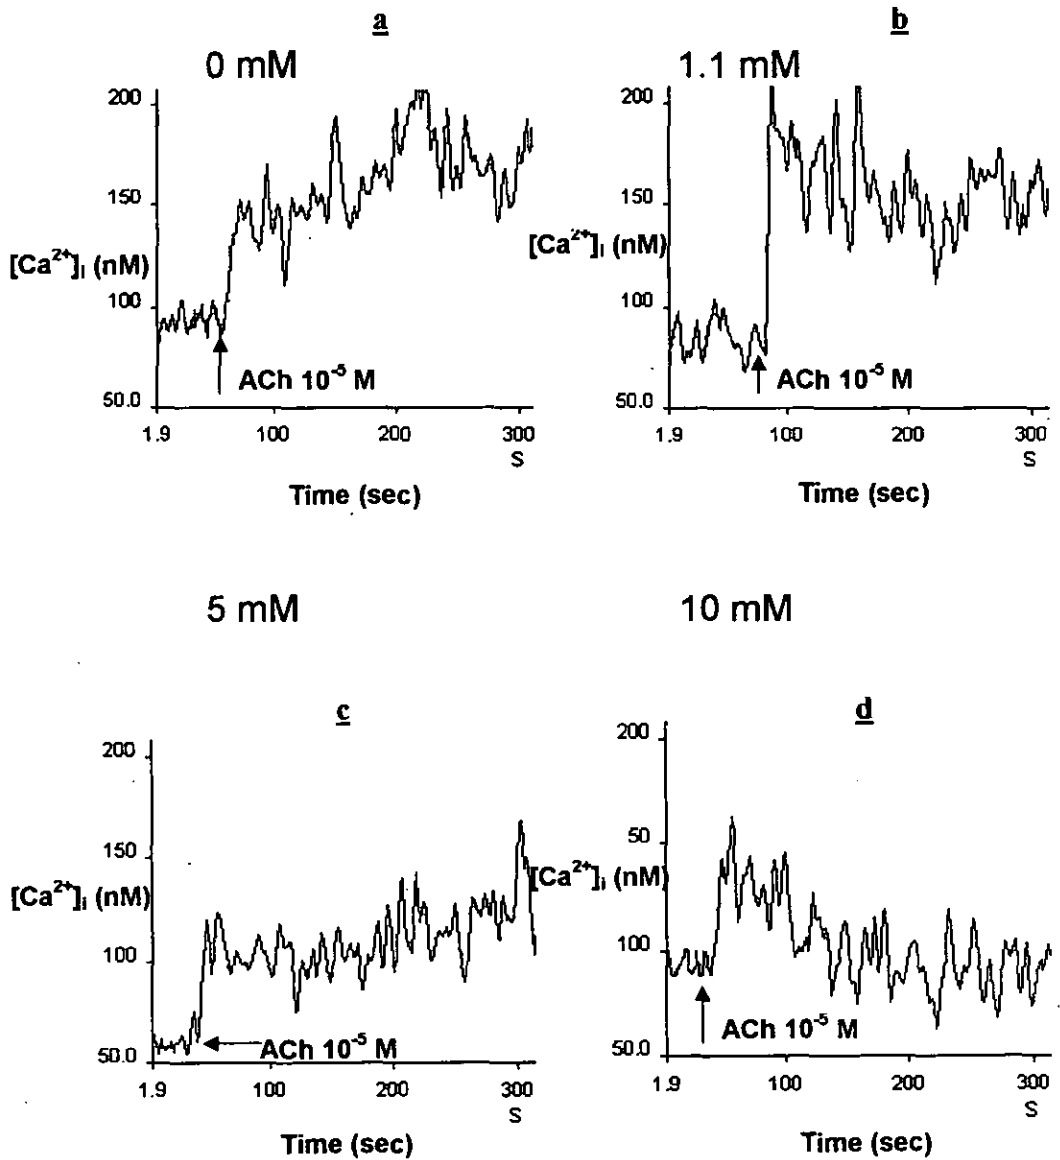 a
0 mM
200
150
[Ca²⁺]ᵢ (nM)
100
50.0
ACh 10⁻⁵ M
1.9 100 200 300
S
Time (sec)
b
1.1 mM
200
150
[Ca²⁺]ᵢ (nM)
100
50.0
ACh 10⁻⁵ M
1.9 100 200 300
S
Time (sec)
5 mM
c
200
150
[Ca²⁺]ᵢ (nM)
100
50.0
ACh 10⁻⁵ M
1.9 100 200 300
S
Time (sec)
10 mM
d
200
50
[Ca²⁺]ᵢ (nM)
100
50.0
ACh 10⁻⁵ M
1.9 100 200 300
S
Time (sec)